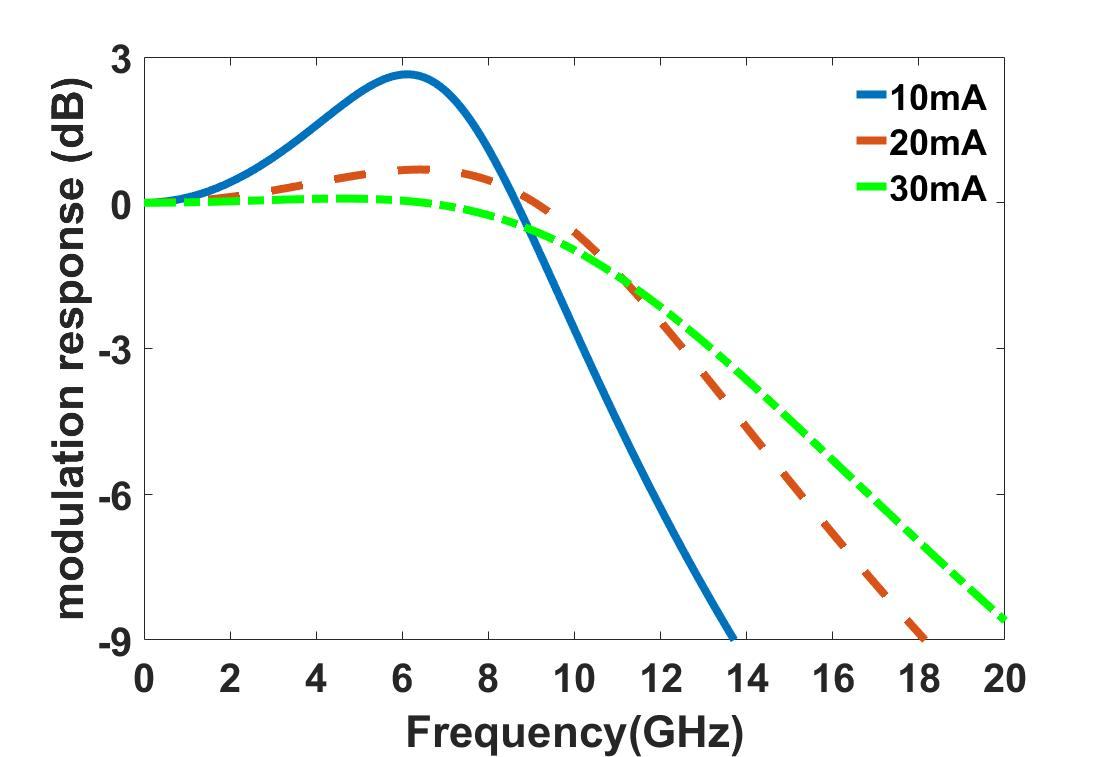 modulation response (dB)
3
0
-3
-6
-9
10mA
20mA
30mA
0 2 4 6 8 10 12 14 16 18 20
Frequency(GHz)